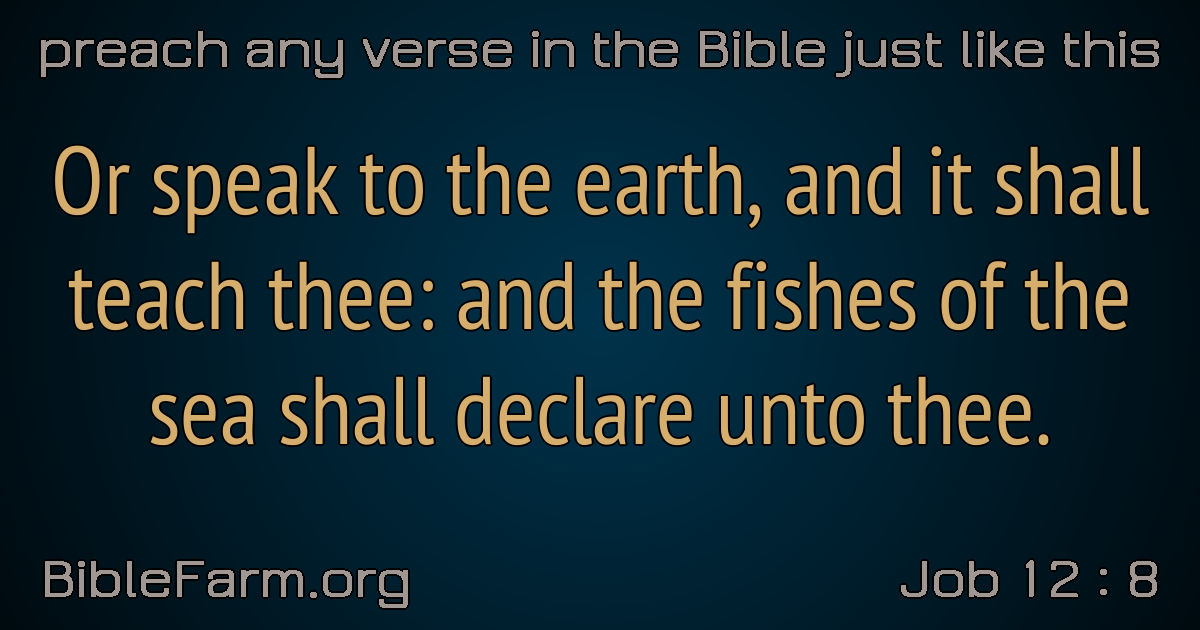 preach any verse in the Bible just like this
Or speak to the earth, and it shall
teach thee: and the fishes of the
sea shall declare unto thee.
BibleFarm.org
Job 12 : 8